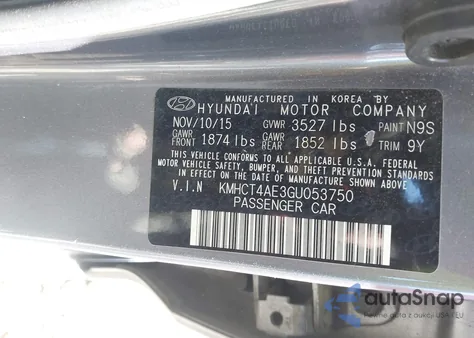 MANUFACTURED IN KOREA BY
HYUNDAI MOTOR COMPANY
NOV/10/15 GVWR 3527 lbs PAINT N9S
GAWR FRONT 1874 lbs GAWR REAR 1852 lbs TRIM 9Y
THIS VEHICLE CONFORMS TO ALL APPLICABLE U.S.A. FEDERAL
MOTOR VEHICLE SAFETY, BUMPER, AND THEFT PREVENTION STANDARDS
IN EFFECT ON THE DATE OF MANUFACTURE SHOWN ABOVE.
V.I.N KMHCT4AE3GU053750
PASSENGER CAR
autoSnap